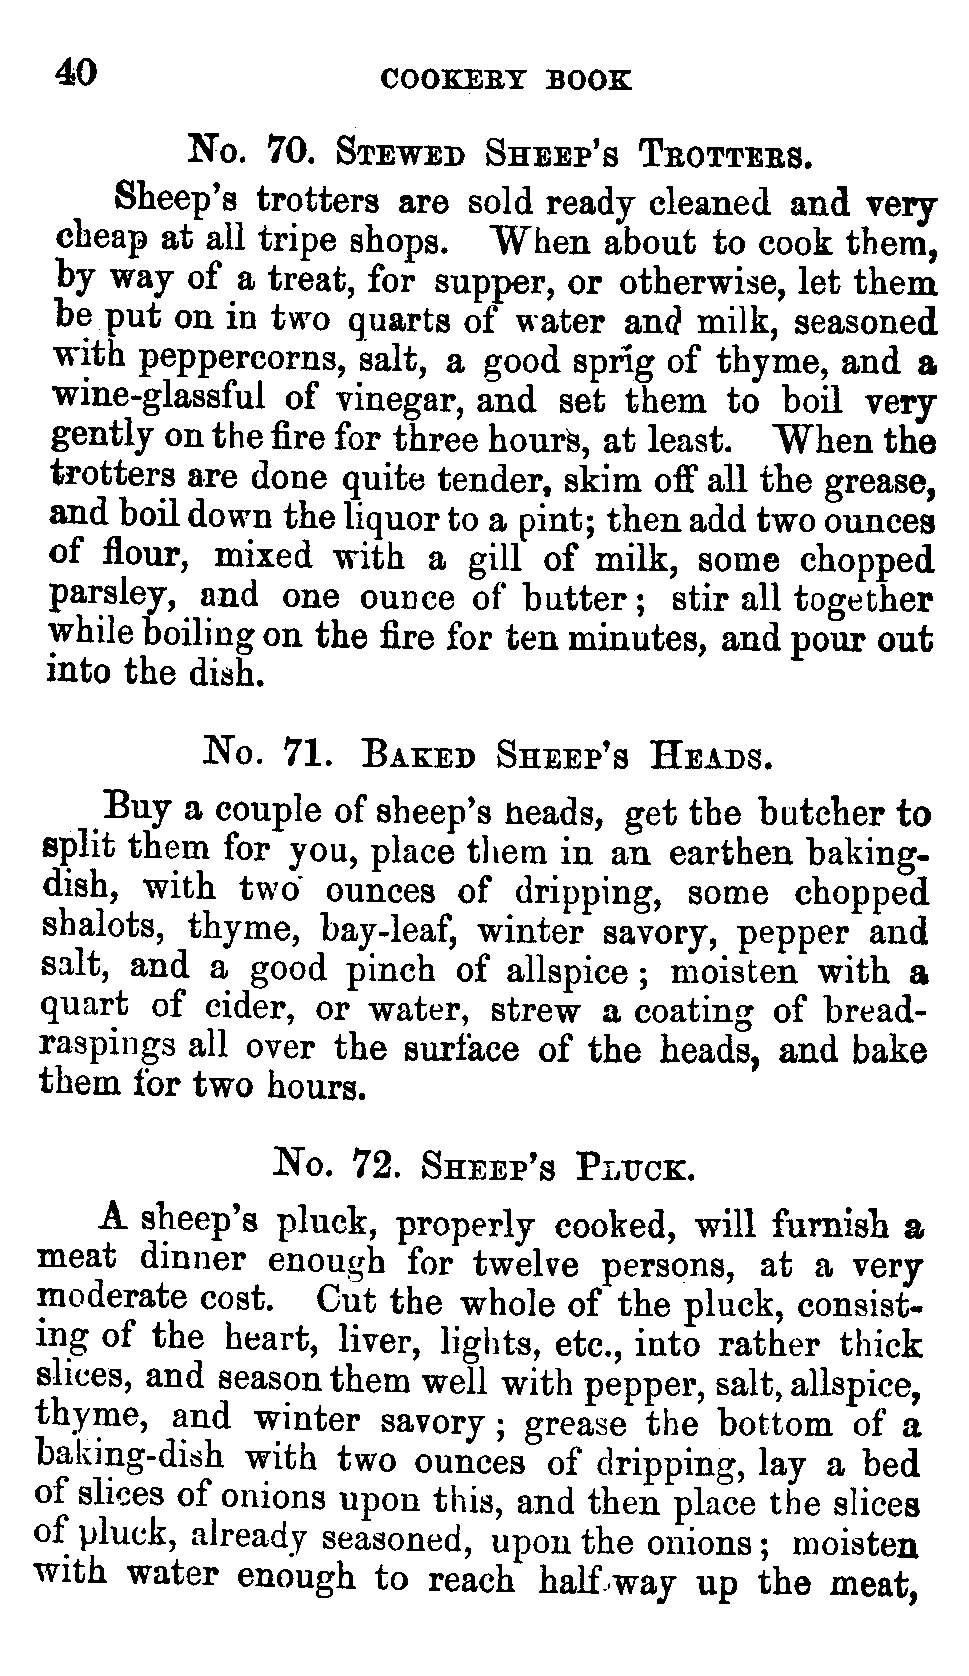 40 COOKERY BOOK
No. 70. Stewed Sheep's Trotters.
Sheep's trotters are sold ready cleaned and very
cheap at all tripe shops. When about to cook them,
by way of a treat, for supper, or otherwise, let them
be put on in two quarts of water and milk, seasoned
with peppercorns, salt, a good sprig of thyme, and a
wine-glassful of vinegar, and set them to boil very
gently on the fire for three hours, at least. When the
trotters are done quite tender, skim off all the grease,
and boil down the liquor to a pint; then add two ounces
of flour, mixed with a gill of milk, some chopped
parsley, and one ounce of butter; stir all together
while boiling on the fire for ten minutes, and pour out
into the dish.
No. 71. Baked Sheep's Heads.
Buy a couple of sheep's heads, get the butcher to
split them for you, place them in an earthen baking-
dish, with two ounces of dripping, some chopped
shalots, thyme, bay-leaf, winter savory, pepper and
salt, and a good pinch of allspice; moisten with a
quart of cider, or water, strew a coating of bread-
raspings all over the surface of the heads, and bake
them for two hours.
No. 72. Sheep's Pluck.
A sheep's pluck, properly cooked, will furnish a
meat dinner enough for twelve persons, at a very
moderate cost. Cut the whole of the pluck, consist-
ing of the heart, liver, lights, etc., into rather thick
slices, and season them well with pepper, salt, allspice,
thyme, and winter savory; grease the bottom of a
baking-dish with two ounces of dripping, lay a bed
of slices of onions upon this, and then place the slices
of pluck, already seasoned, upon the onions; moisten
with water enough to reach half-way up the meat,